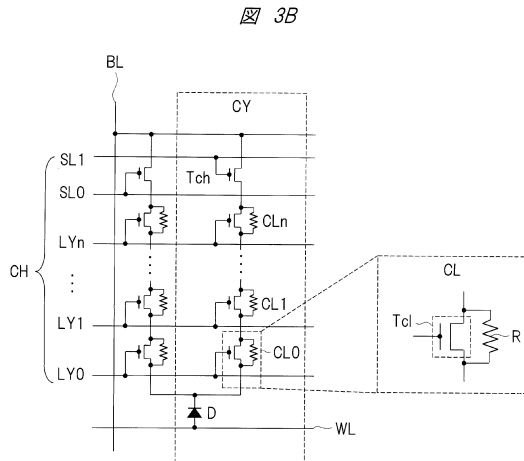 図 3B
BL
CY
SL1
Tch
SL0
CLn
LYn
CH
CL
Tcl
R
CL1
LY1
CL0
LY0
D
WL